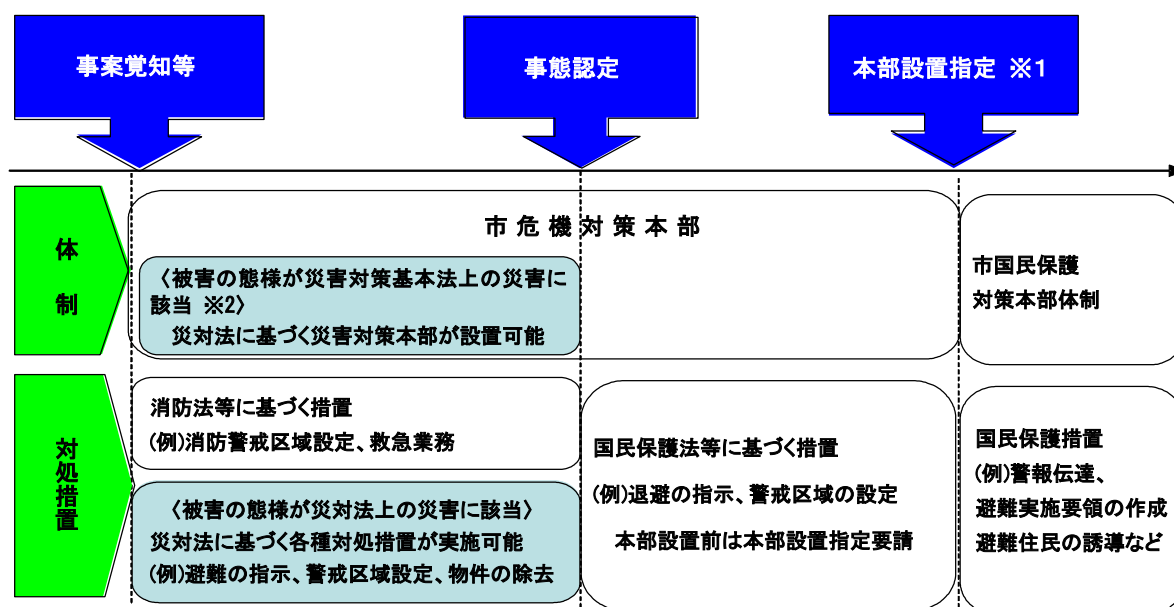 事案覚知等
事態認定
本部設置指定 ※1
体
制
市 危 機 対 策 本 部
〈被害の態様が災害対策基本法上の災害に
該当 ※2〉
災対法に基づく災害対策本部が設置可能
市国民保護
対策本部体制
対
処
措
置
消防法等に基づく措置
(例)消防警戒区域設定、救急業務
〈被害の態様が災対法上の災害に該当〉
災対法に基づく各種対処措置が実施可能
(例)避難の指示、警戒区域設定、物件の除去
国民保護法等に基づく措置
(例)退避の指示、警戒区域の設定
本部設置前は本部設置指定要請
国民保護措置
(例)警報伝達、
避難実施要領の作成
避難住民の誘導など